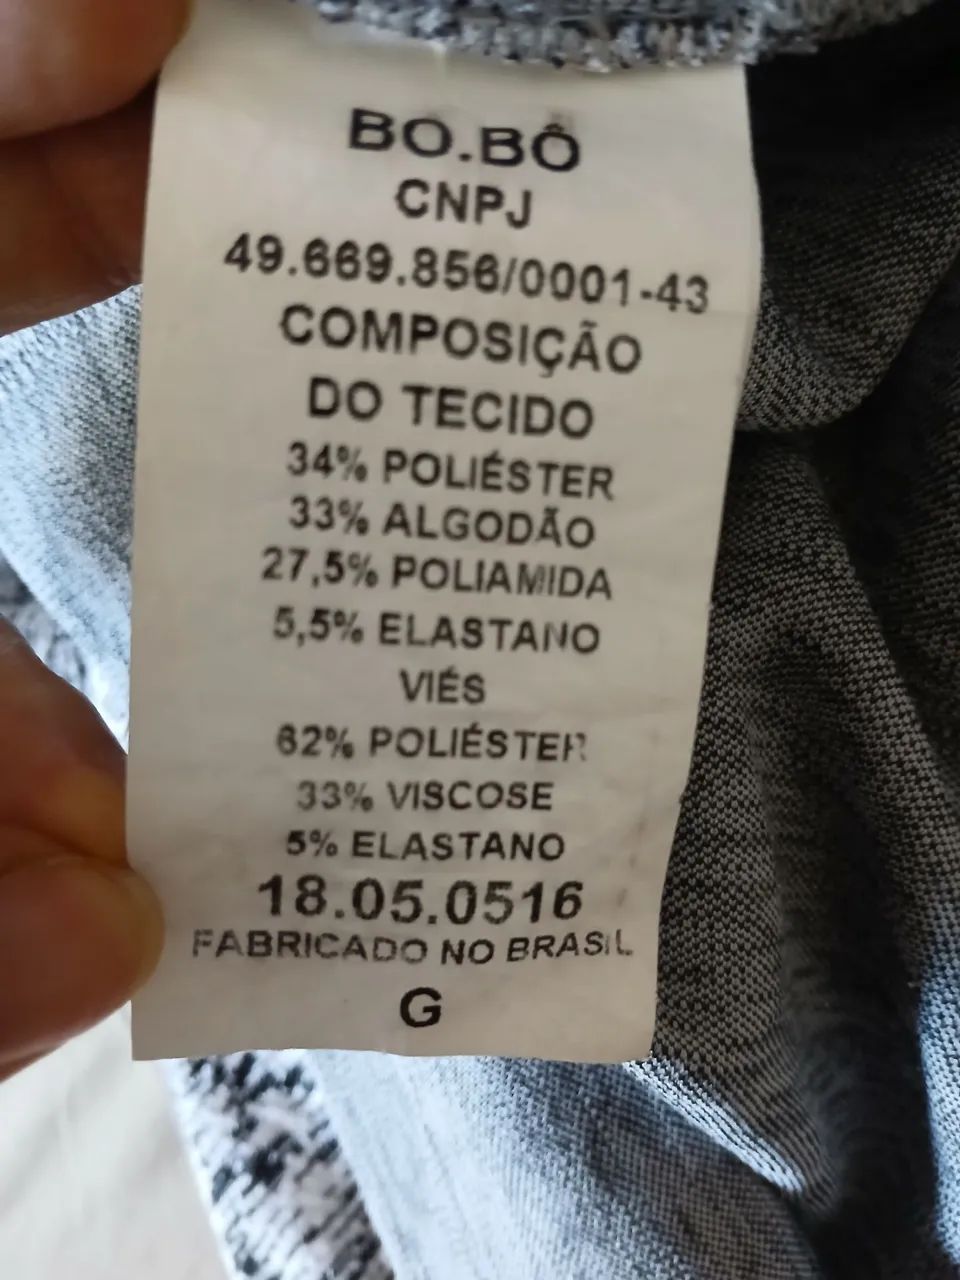 BO.BÔ
CNPJ
49.669.856/0001-43
COMPOSIÇÃO
DO TECIDO
34% POLIÉSTER
33% ALGODÃO
27,5% POLIAMIDA
5,5% ELASTANO
VIÉS
62% POLIÉSTER
33% VISCOSE
5% ELASTANO
18.05.0516
FABRICADO NO BRASIL
G